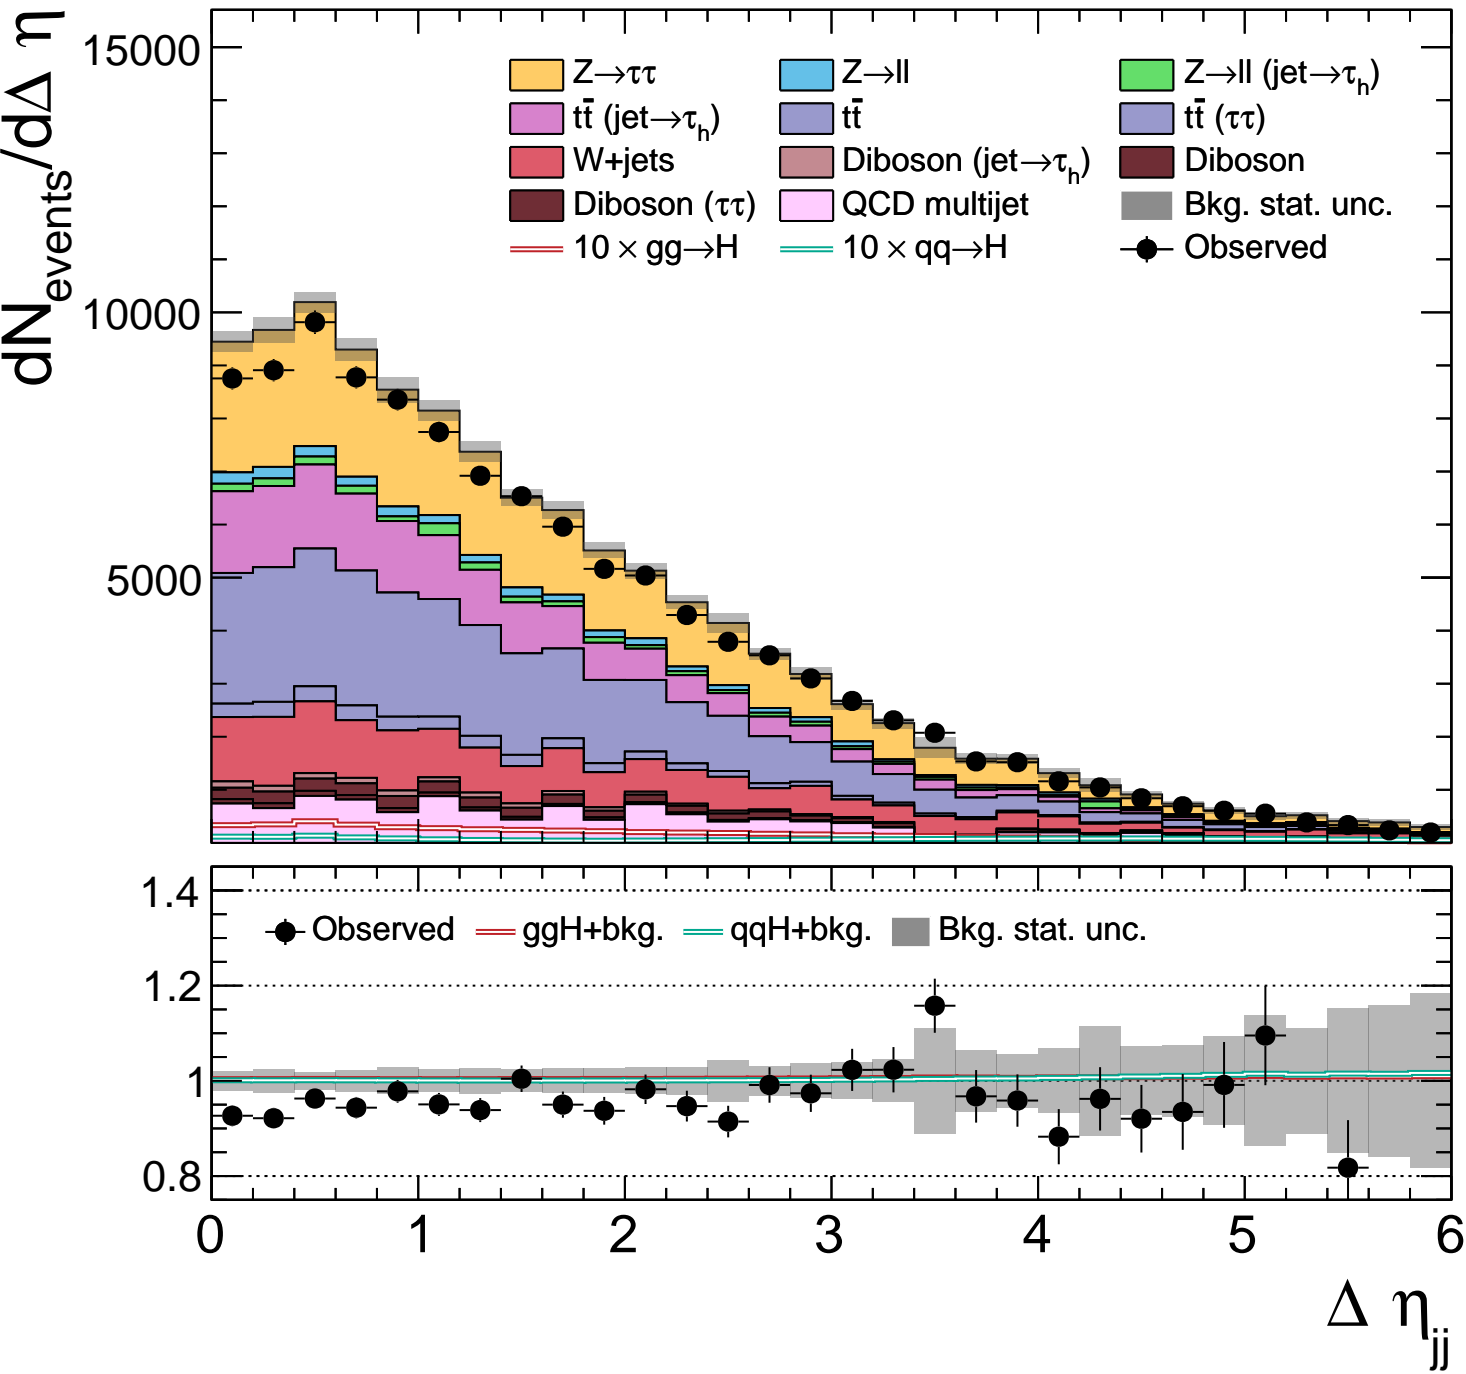 dN_events/dΔ η
15000
10000
5000
Z→ττ Z→ll Z→ll (jet→τ_h)
tt̄ (jet→τ_h) tt̄ tt̄ (ττ)
W+jets Diboson (jet→τ_h) Diboson
Diboson (ττ) QCD multijet Bkg. stat. unc.
10 × gg→H 10 × qq→H Observed
1.4
1.2
1
0.8
Observed ggH+bkg. qqH+bkg. Bkg. stat. unc.
0 1 2 3 4 5 6
Δ η_jj